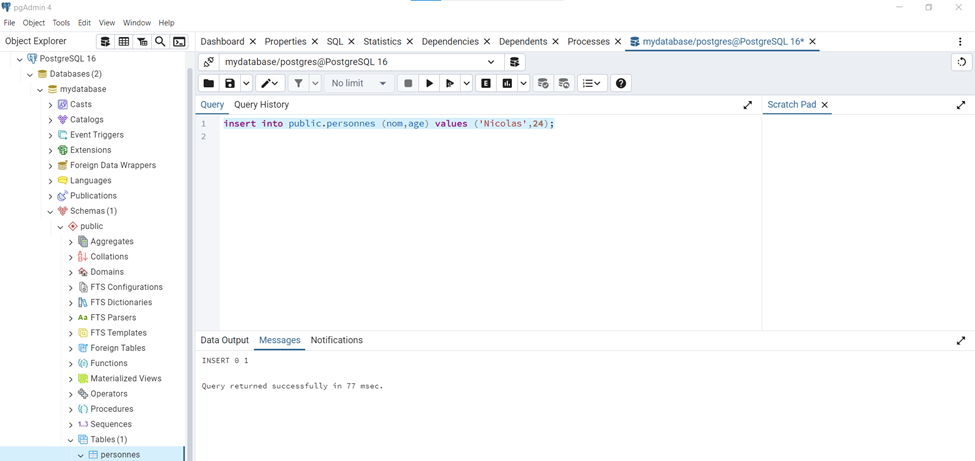 pgAdmin 4
File Object Tools Edit View Window Help
Object Explorer
Dashboard Properties SQL Statistics Dependencies Dependents Processes mydatabase/postgres@PostgreSQL 16*
PostgreSQL 16
Databases (2)
mydatabase
Casts
Catalogs
Event Triggers
Extensions
Foreign Data Wrappers
Languages
Publications
Schemas (1)
public
Aggregates
Collations
Domains
FTS Configurations
FTS Dictionaries
Aa FTS Parsers
FTS Templates
Foreign Tables
Functions
Materialized Views
Operators
Procedures
1..3 Sequences
Tables (1)
personnes
mydatabase/postgres@PostgreSQL 16
No limit
E
Query Query History
Scratch Pad
1 insert into public.personnes (nom,age) values ('Nicolas',24);
2
Data Output Messages Notifications
INSERT 0 1
Query returned successfully in 77 msec.